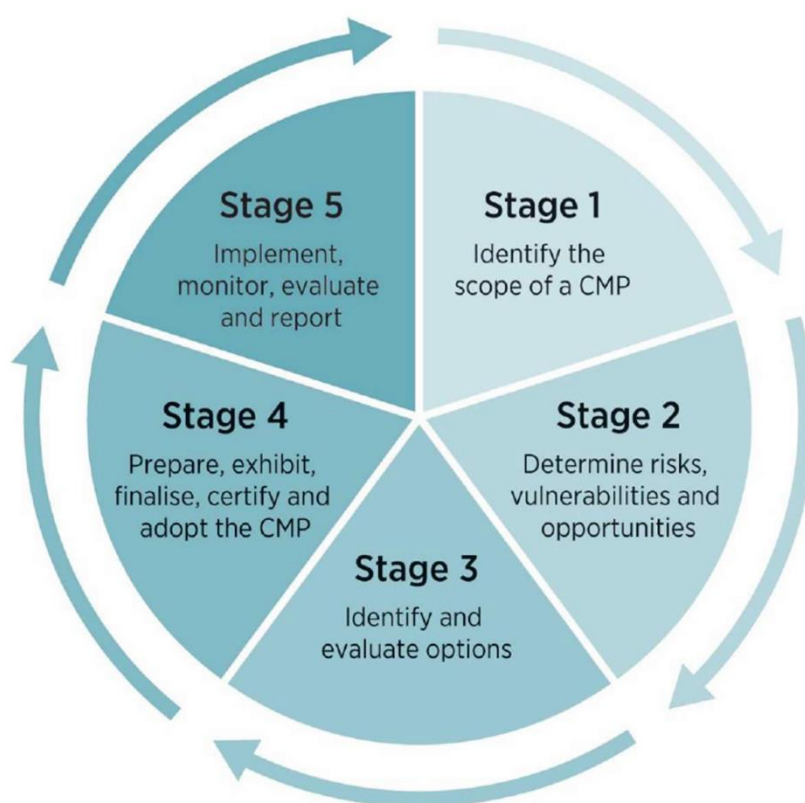 Stage 1
Identify the
scope of a CMP
Stage 2
Determine risks,
vulnerabilities and
opportunities
Stage 3
Identify and
evaluate options
Stage 4
Prepare, exhibit,
finalise, certify and
adopt the CMP
Stage 5
Implement,
monitor, evaluate
and report